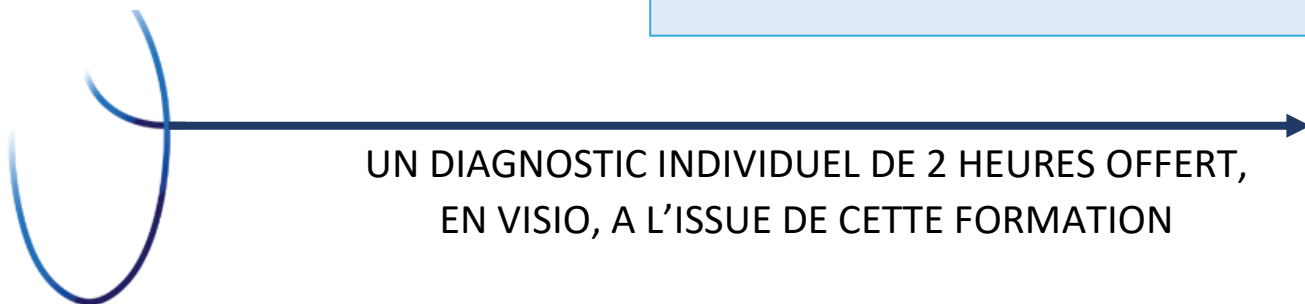 UN DIAGNOSTIC INDIVIDUEL DE 2 HEURES OFFERT,
EN VISIO, A L’ISSUE DE CETTE FORMATION